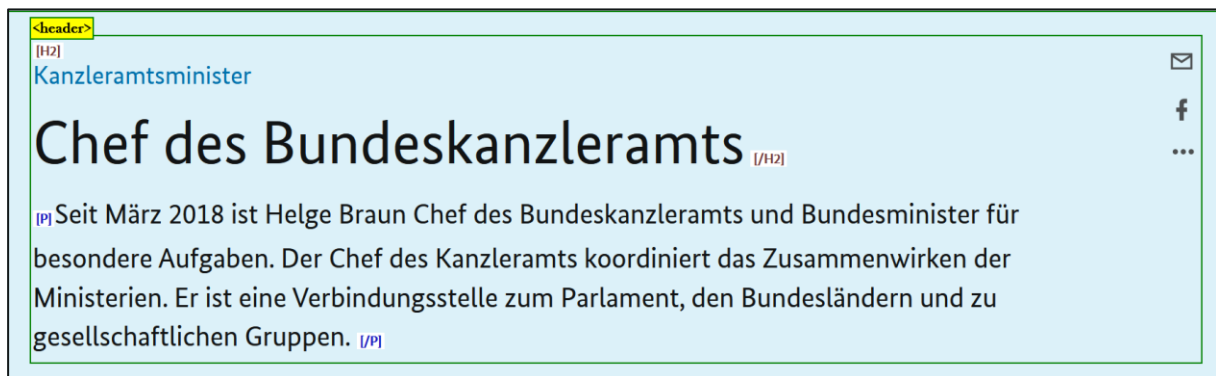 <header>
[H2]
Kanzleramtsminister
Chef des Bundeskanzleramts [/H2]
[P] Seit März 2018 ist Helge Braun Chef des Bundeskanzleramts und Bundesminister für
besondere Aufgaben. Der Chef des Kanzleramts koordiniert das Zusammenwirken der
Ministerien. Er ist eine Verbindungsstelle zum Parlament, den Bundesländern und zu
gesellschaftlichen Gruppen. [/P]